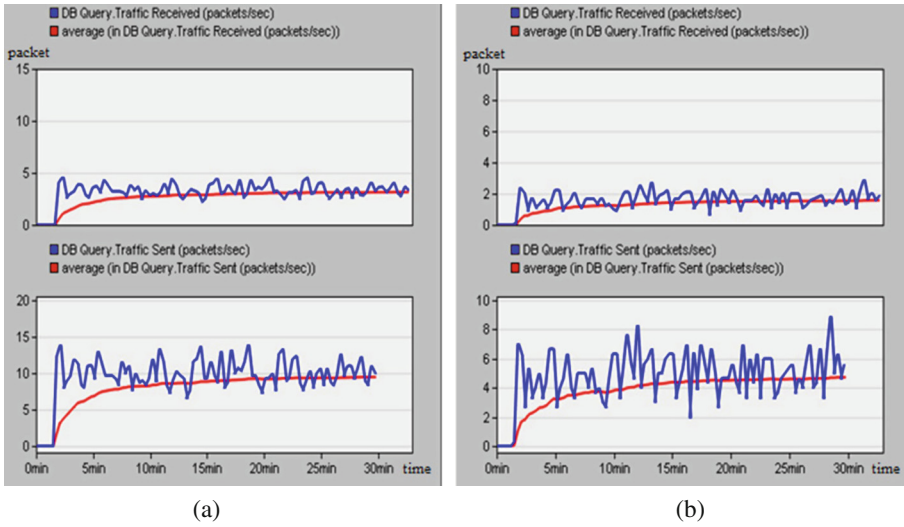 DB Query.Traffic Received (packets/sec)
average (in DB Query.Traffic Received (packets/sec))
packet
15
10
5
0
DB Query.Traffic Sent (packets/sec)
average (in DB Query.Traffic Sent (packets/sec))
20
15
10
5
0
0min 5min 10min 15min 20min 25min 30min time
(a)
DB Query.Traffic Received (packets/sec)
average (in DB Query.Traffic Received (packets/sec))
packet
10
8
6
4
2
0
DB Query.Traffic Sent (packets/sec)
average (in DB Query.Traffic Sent (packets/sec))
10
8
6
4
2
0
0min 5min 10min 15min 20min 25min 30min time
(b)